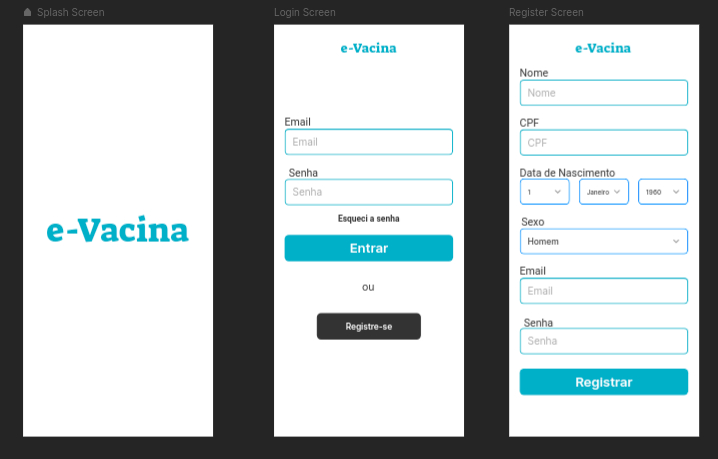 Splash Screen
e-Vacina
Login Screen
e-Vacina
Email
Email
Senha
Senha
Esqueci a senha
Entrar
ou
Registre-se
Register Screen
e-Vacina
Nome
Nome
CPF
CPF
Data de Nascimento
1 Janeiro 1960
Sexo
Homem
Email
Email
Senha
Senha
Registrar